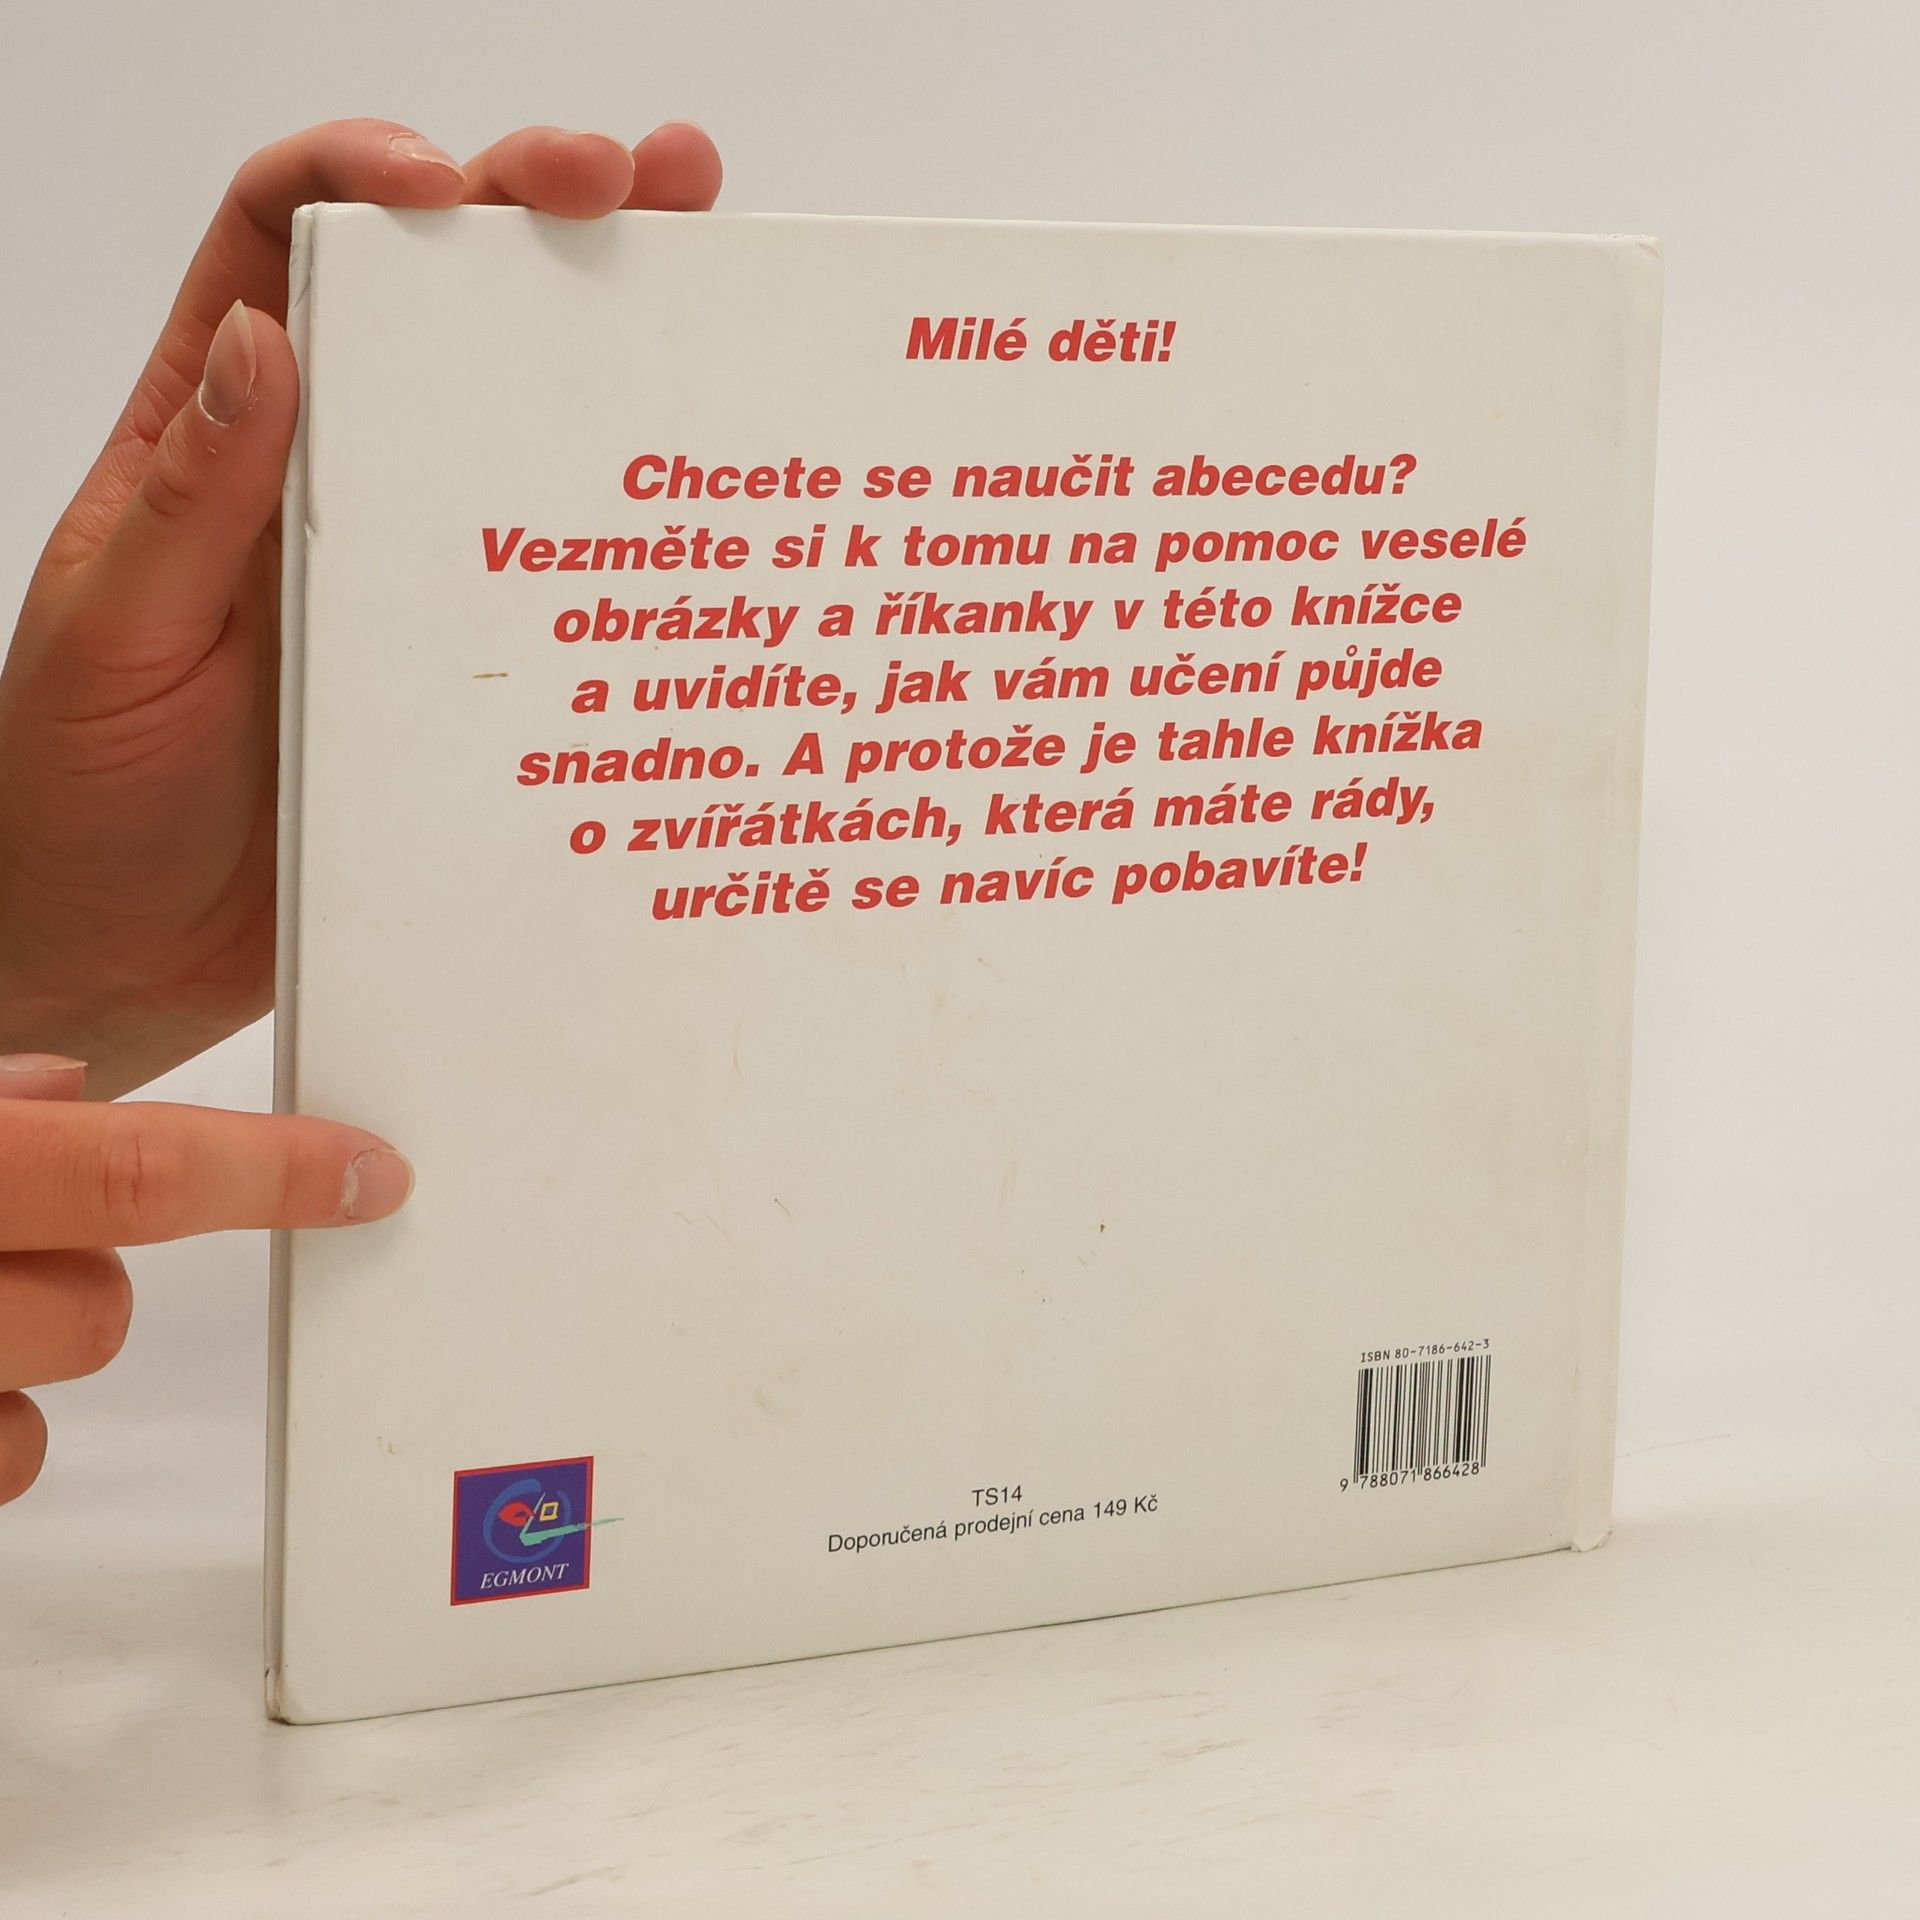 Milé děti!
Chcete se naučit abecedu?
Vezměte si k tomu na pomoc veselé
obrázky a říkanky v této knížce
a uvidíte, jak vám učení půjde
snadno. A protože je tahle knížka
o zvířátkách, která máte rády,
určitě se navíc pobavíte!
ISBN 80-7186-642-3
9 788071 866428
TS14
Doporučená prodejní cena 149 Kč
EGMONT